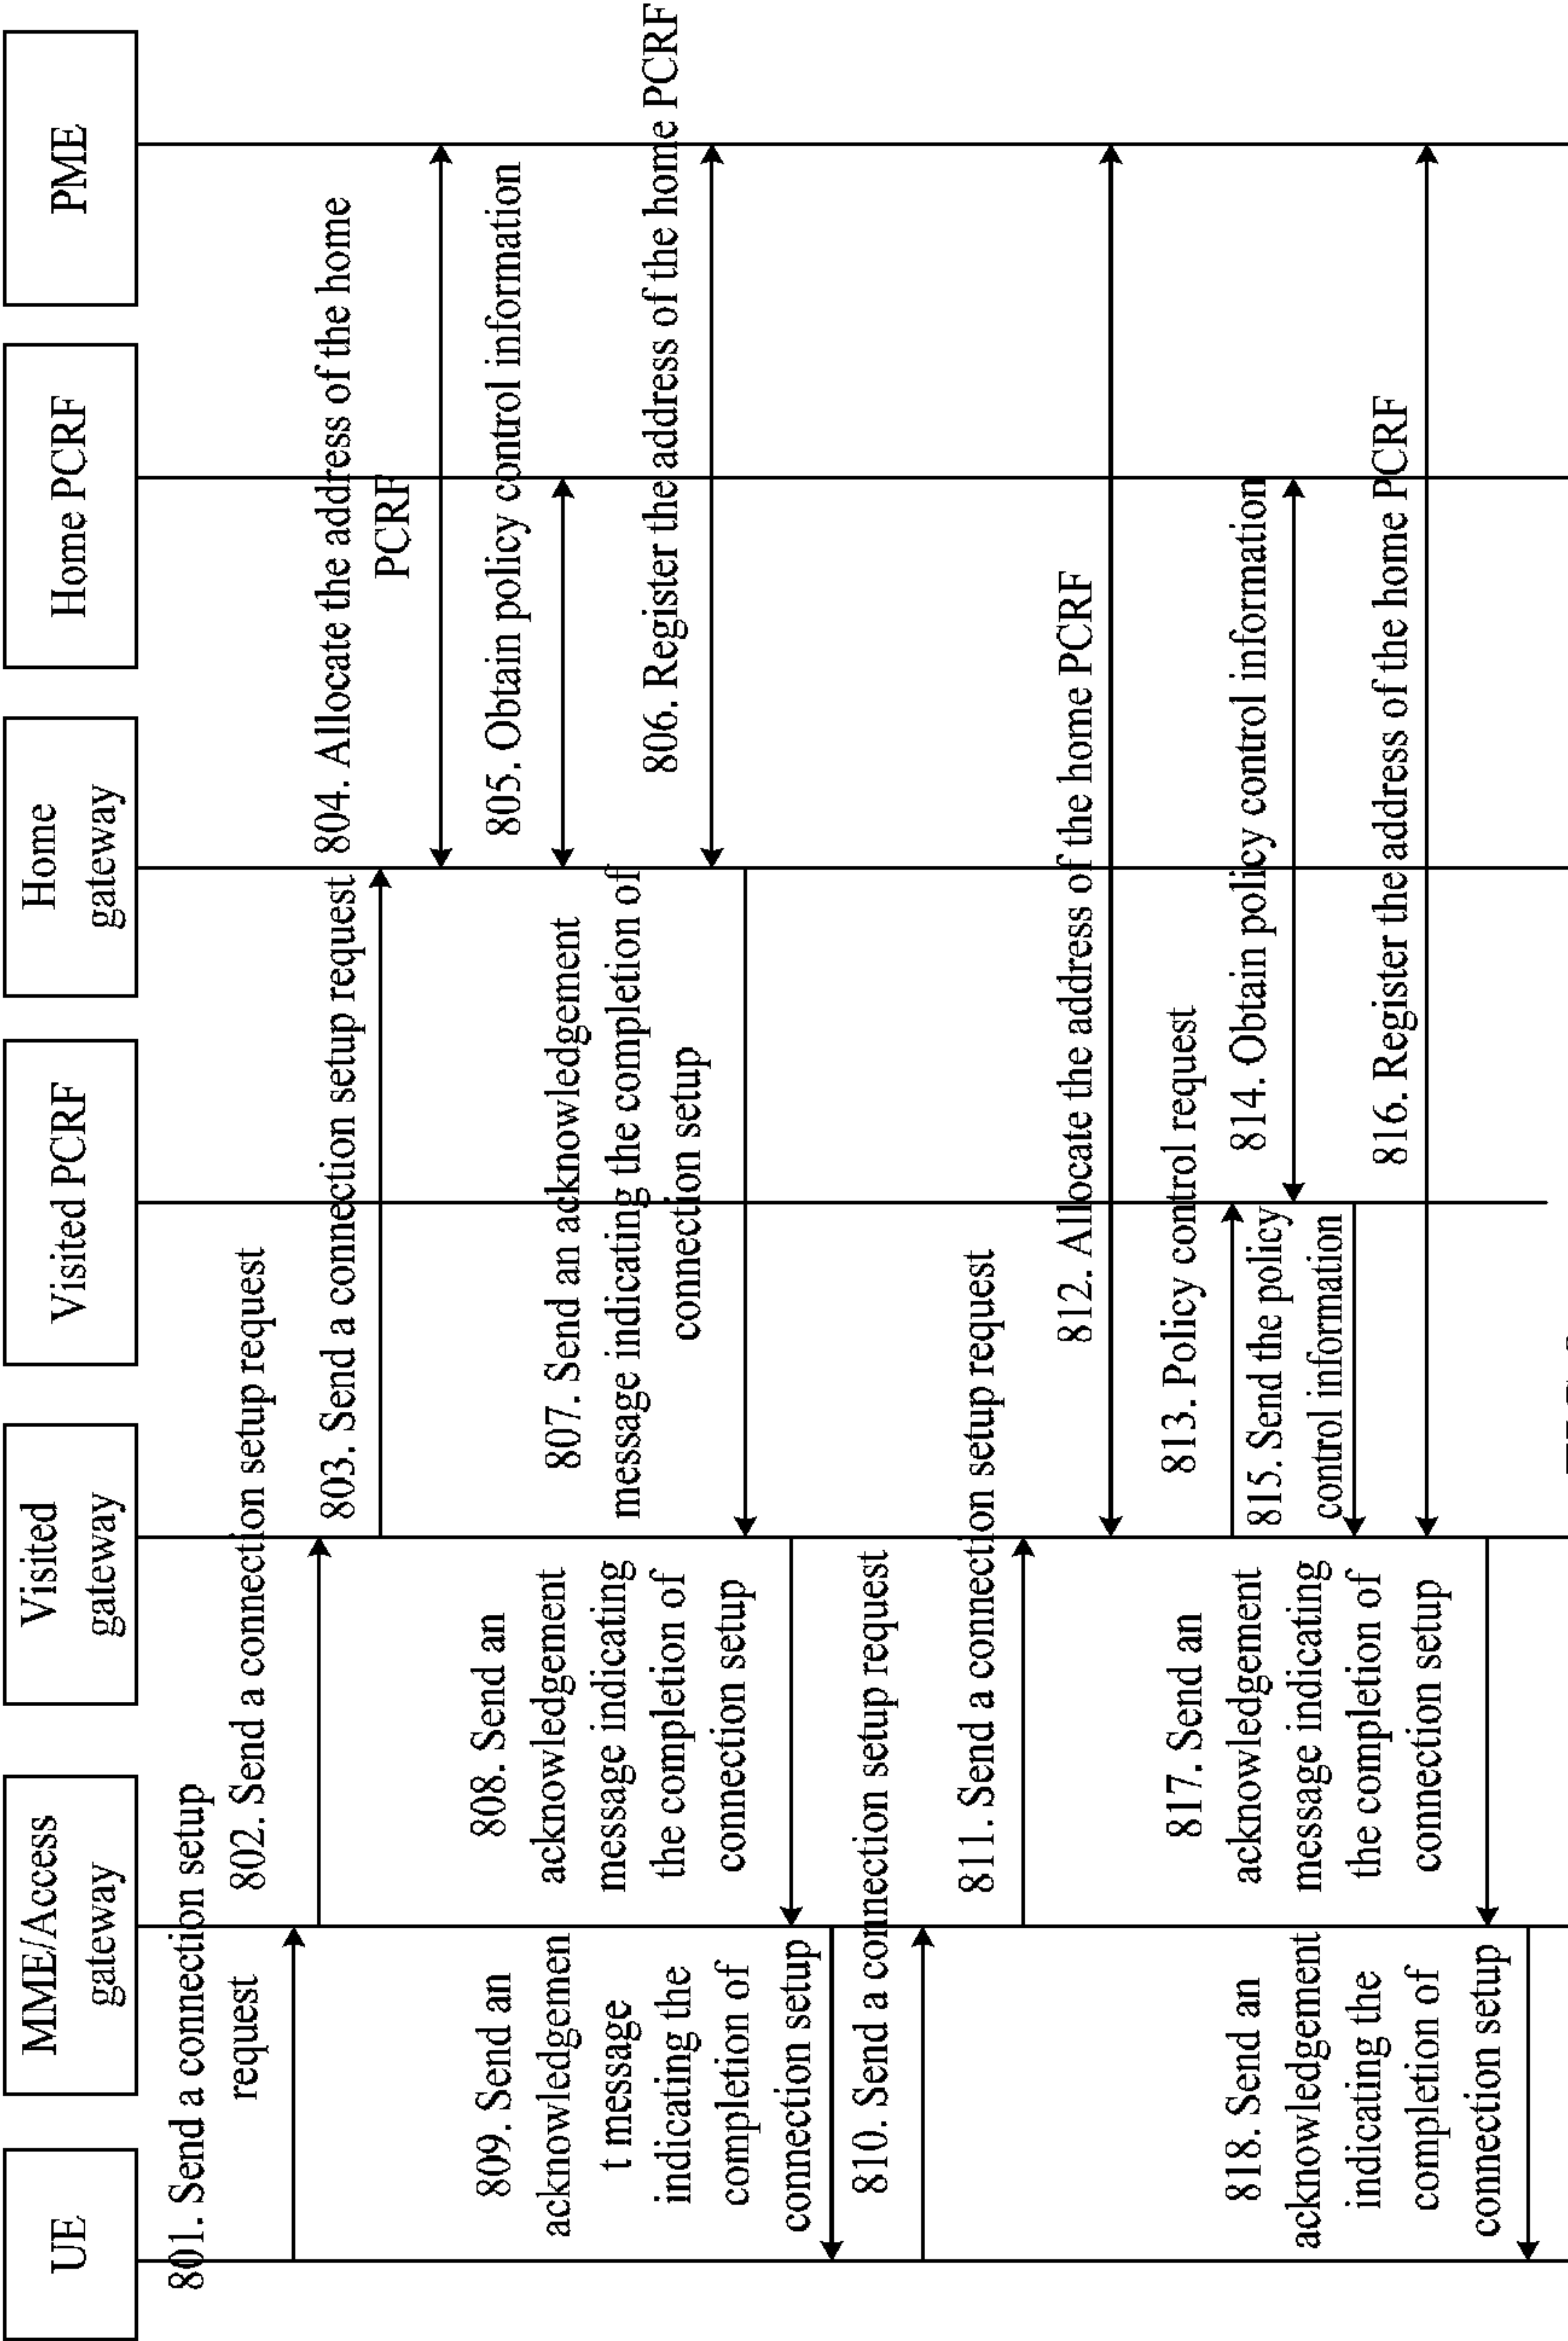 UE
MME/Access
gateway
Visited
gateway
Visited PCRF
Home
gateway
Home PCRF
PME
801. Send a connection setup
request
802. Send a connection setup request
803. Send a connection setup request
804. Allocate the address of the home
PCRF
805. Obtain policy control information
806. Register the address of the home PCRF
807. Send an acknowledgement
message indicating the completion of
connection setup
808. Send an
acknowledgement
message indicating
the completion of
connection setup
809. Send an
acknowledgemen
t message
indicating the
completion of
connection setup
810. Send a connection setup request
811. Send a connection setup request
812. Allocate the address of the home PCRF
813. Policy control request
814. Obtain policy control information
815. Send the policy
control information
816. Register the address of the home PCRF
817. Send an
acknowledgement
message indicating
the completion of
connection setup
818. Send an
acknowledgement
indicating the
completion of
connection setup